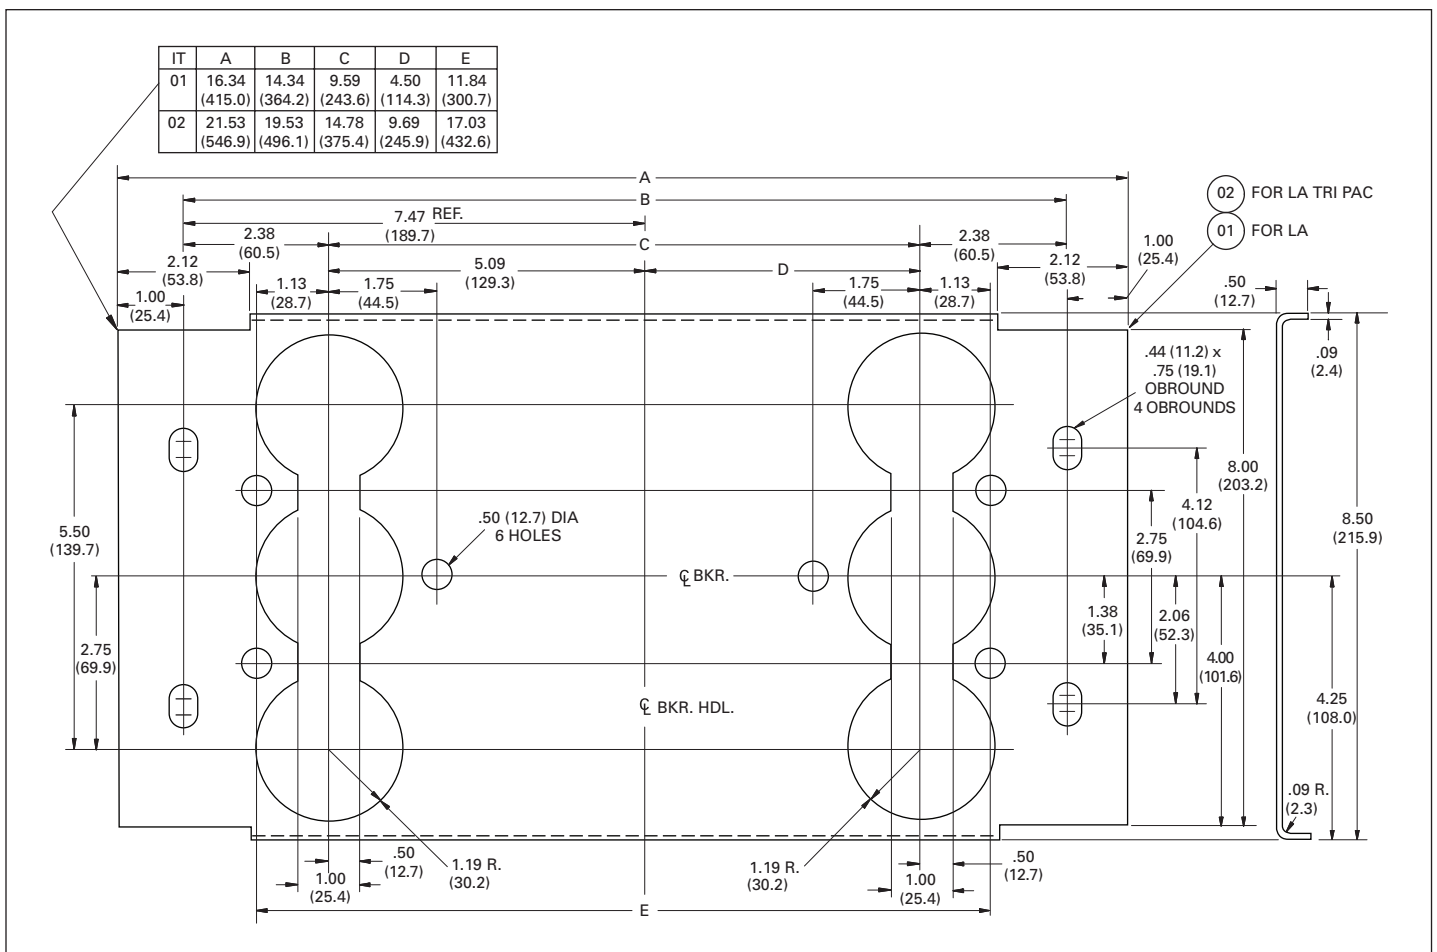 IT A B C D E
01 16.34 14.34 9.59 4.50 11.84
(415.0) (364.2) (243.6) (114.3) (300.7)
02 21.53 19.53 14.78 9.69 17.03
(546.9) (496.1) (375.4) (245.9) (432.6)
A
B
02 FOR LA TRI PAC
01 FOR LA
7.47 REF.
(189.7)
2.38
(60.5)
C
2.38
(60.5)
1.00
(25.4)
2.12
(53.8)
5.09
(129.3)
D
2.12
(53.8)
1.00
(25.4)
1.13
(28.7)
1.75
(44.5)
1.75
(44.5)
1.13
(28.7)
.50
(12.7)
.09
(2.4)
.44 (11.2) x
.75 (19.1)
OBROUND
4 OBROUNDS
8.00
(203.2)
4.12
(104.6)
8.50
(215.9)
5.50
(139.7)
.50 (12.7) DIA
6 HOLES
2.75
(69.9)
℄ BKR.
1.38
(35.1)
2.06
(52.3)
2.75
(69.9)
4.00
(101.6)
℄ BKR. HDL.
4.25
(108.0)
.09 R.
(2.3)
.50
(12.7)
1.00
(25.4)
1.19 R.
(30.2)
1.19 R.
(30.2)
.50
(12.7)
1.00
(25.4)
E